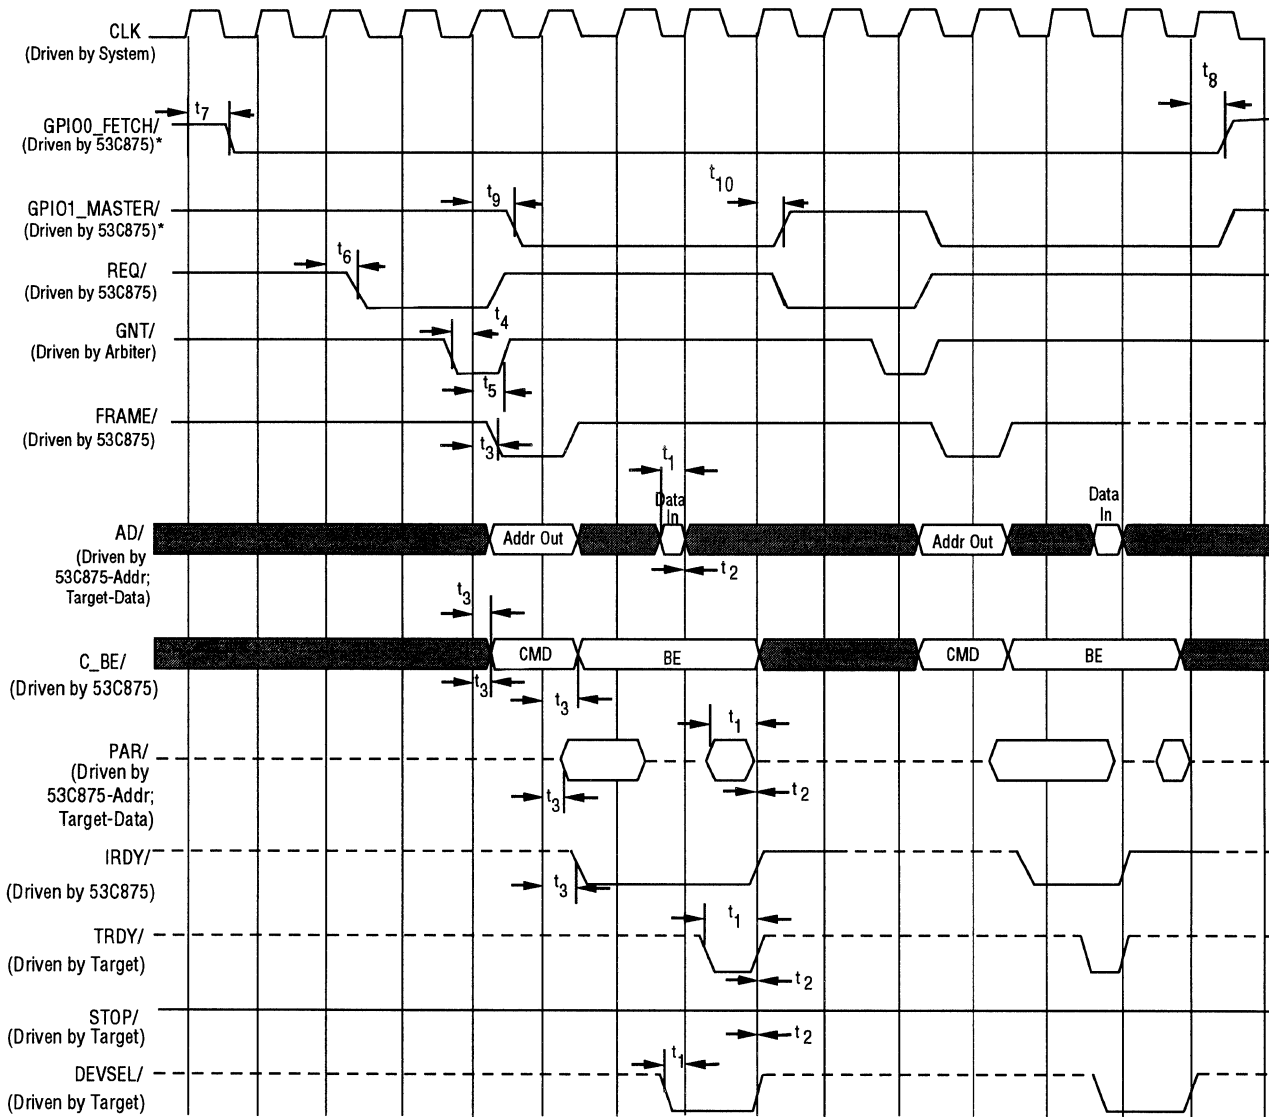 CLK
(Driven by System)
t8
t7
GPIO0_FETCH/
(Driven by 53C875)*
t10
t9
GPIO1_MASTER/
(Driven by 53C875)*
t6
REQ/
(Driven by 53C875)
t4
GNT/
(Driven by Arbiter)
t5
FRAME/
(Driven by 53C875)
t3
t1
Data
In
Data
In
AD/
Addr Out
Addr Out
(Driven by
53C875-Addr;
Target-Data)
t2
t3
C_BE/
(Driven by 53C875)
CMD
BE
CMD
BE
t3
t3
t1
PAR/
(Driven by
53C875-Addr;
Target-Data)
t3
t2
IRDY/
(Driven by 53C875)
t3
t1
TRDY/
(Driven by Target)
t2
STOP/
(Driven by Target)
t2
t1
DEVSEL/
(Driven by Target)